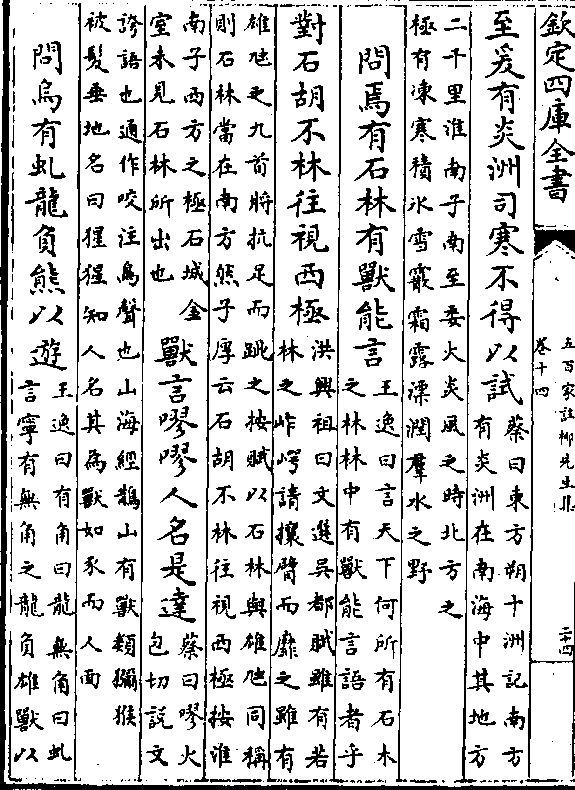 欽定四庫全書
五百家註柳先生集
卷十四
二十四
至爰有炎洲司寒不得以試
蔡曰東方朔十洲記南方
有炎洲在南海中其地方
二千里淮南子南至委火炎風之時北方之
極有凍寒積氷雪霰霜露漂潤羣水之野
問焉有石林有獸能言
王逸曰言天下何所有石木
之林林中有獸能言語者乎
對石胡不林往視西極
洪興祖曰文選吳都賦雖有若
林之岞崿請攘臂而靡之雖有
雄虺之九首將抗足而跐之按賦以石林與雄虺同稱
則石林當在南方然子厚云石胡不林往視西極按淮
南子西方之極石城金
室未見石林所出也
獸言嘐嘐人名是達
蔡曰嘐火
包切説文
誇語也通作咬注鳥聲也山海經鵲山有獸類獼猴
被髮垂地名曰猩猩知人名其為獸如豕而人面
問烏有虬龍負熊以遊
王逸曰有角曰龍無角曰虬
言寧有無角之龍負雄獸以